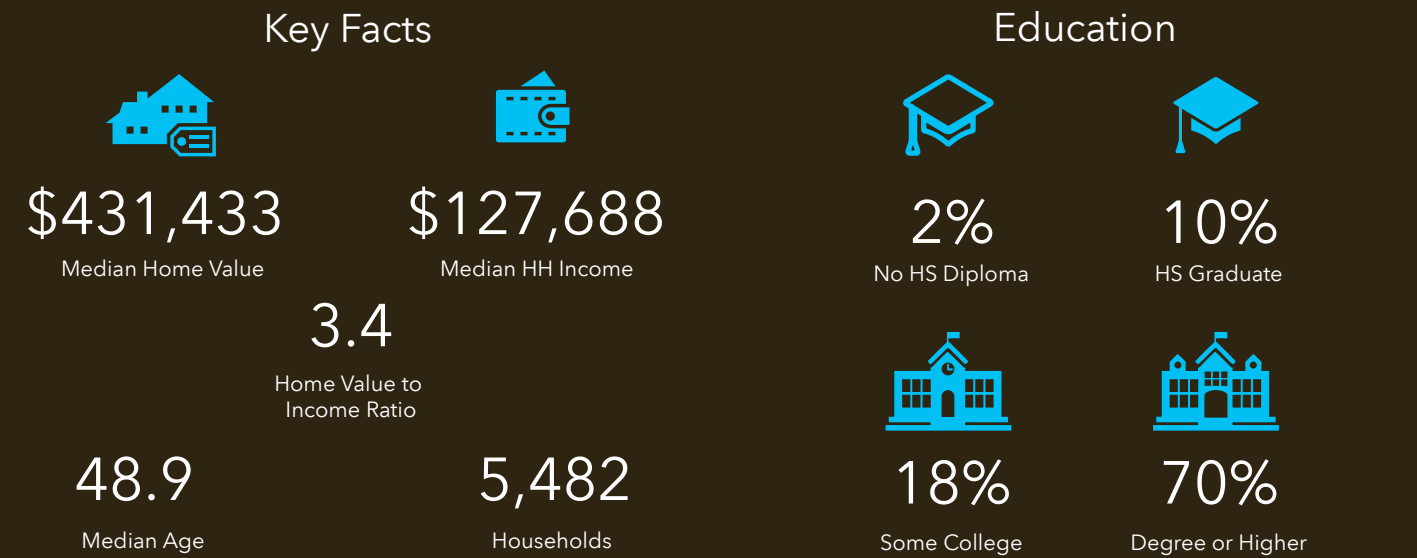 Key Facts
$431,433
Median Home Value
$127,688
Median HH Income
3.4
Home Value to
Income Ratio
48.9
Median Age
5,482
Households
Education
2%
No HS Diploma
10%
HS Graduate
18%
Some College
70%
Degree or Higher